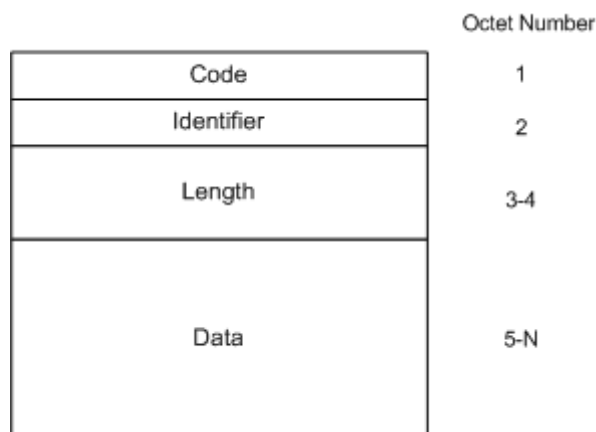 Octet Number
Code 1
Identifier 2
Length 3-4
Data 5-N